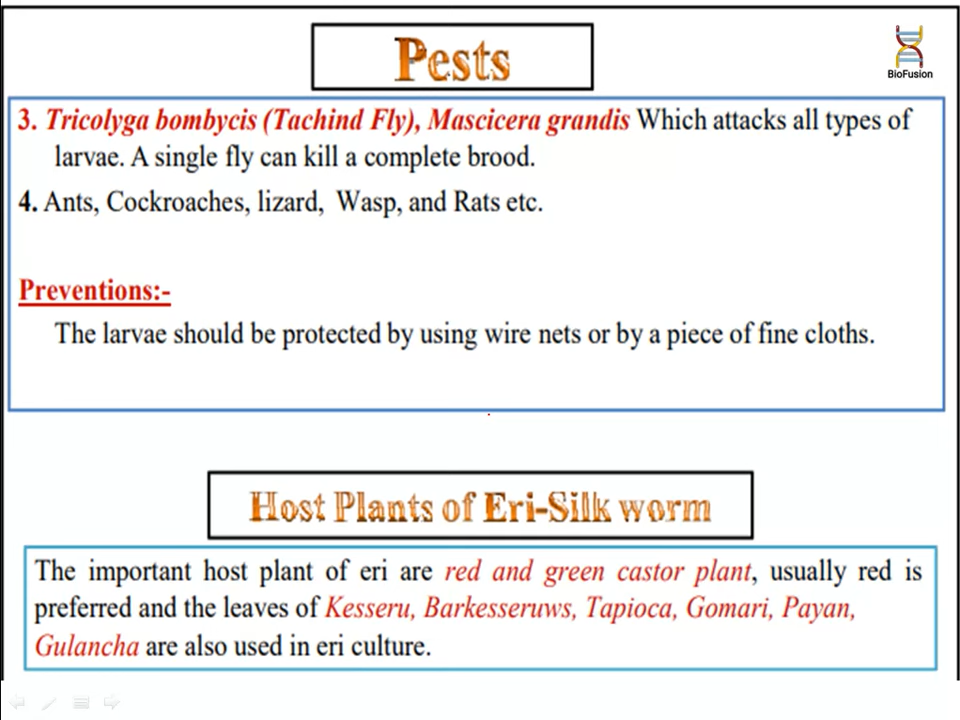 Pests
BioFusion
3. Tricolyga bombycis (Tachind Fly), Mascicera grandis Which attacks all types of
larvae. A single fly can kill a complete brood.
4. Ants, Cockroaches, lizard, Wasp, and Rats etc.
Preventions:-
The larvae should be protected by using wire nets or by a piece of fine cloths.
Host Plants of Eri-Silk worm
The important host plant of eri are red and green castor plant, usually red is
preferred and the leaves of Kesseru, Barkesseruws, Tapioca, Gomari, Payan,
Gulancha are also used in eri culture.